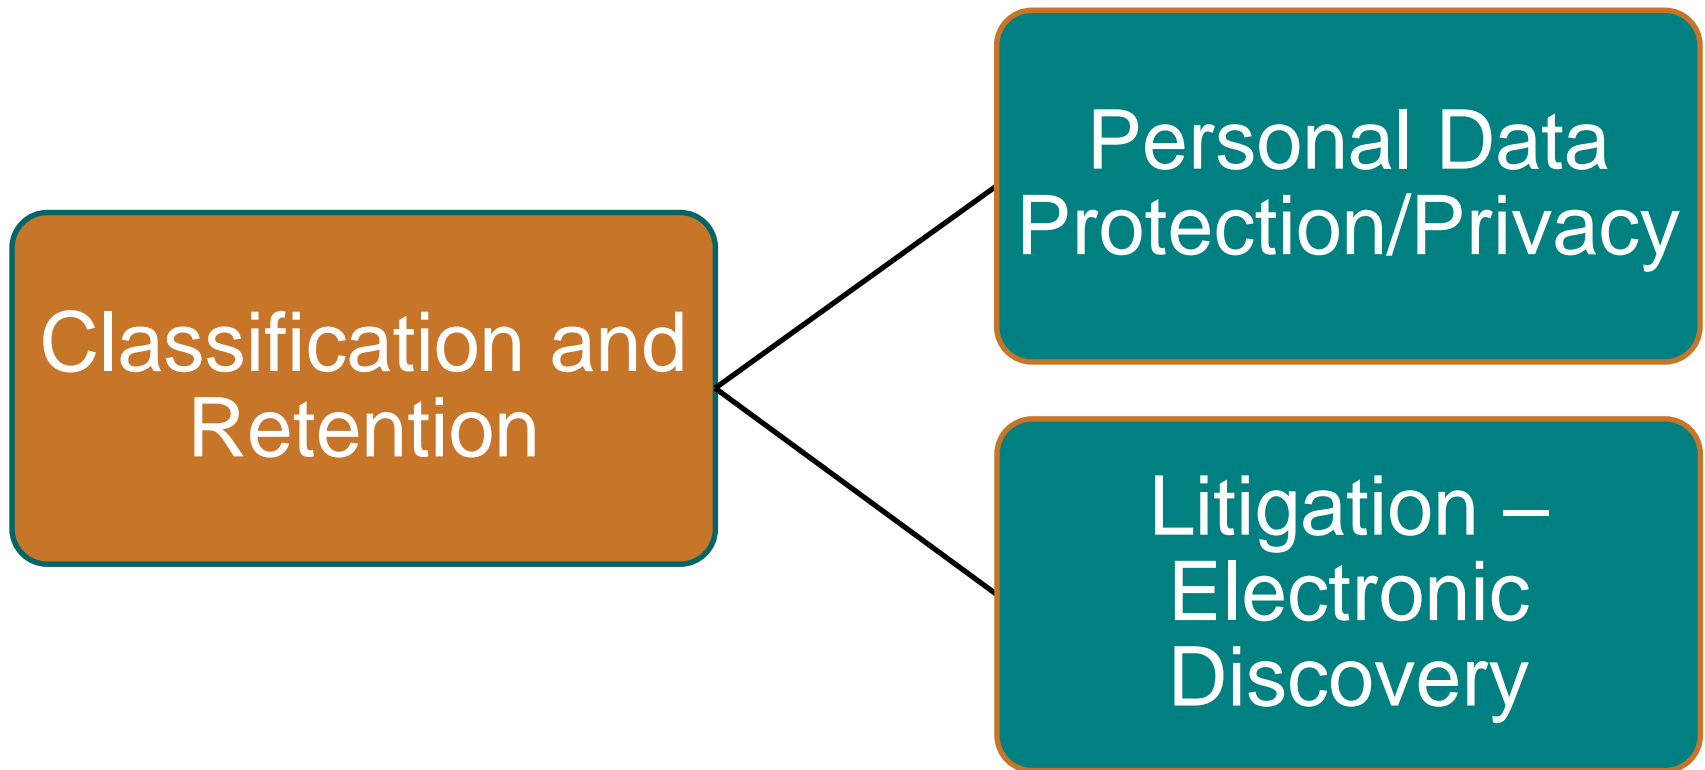 Classification and
Retention
Personal Data
Protection/Privacy
Litigation –
Electronic
Discovery